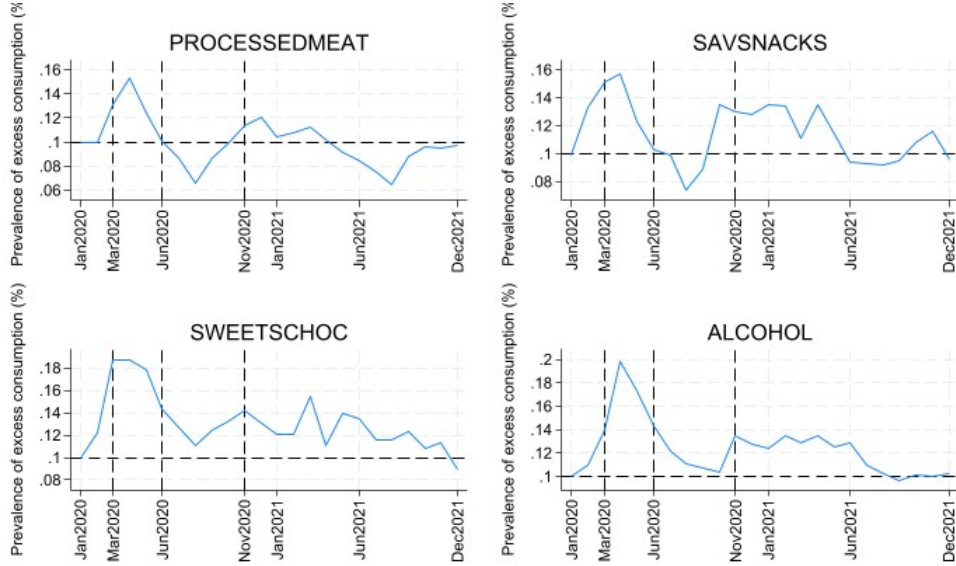 PROCESSEDMEAT
Prevalence of excess consumption (%
.16
.14
.12
.1
.08
.06
Jan2020
Mar2020
Jun2020
Nov2020
Jan2021
Jun2021
Dec2021
SAVSNACKS
Prevalence of excess consumption (%
.16
.14
.12
.1
.08
Jan2020
Mar2020
Jun2020
Nov2020
Jan2021
Jun2021
Dec2021
SWEETSCHOC
Prevalence of excess consumption (%)
.18
.16
.14
.12
.1
.08
Jan2020
Mar2020
Jun2020
Nov2020
Jan2021
Jun2021
Dec2021
ALCOHOL
Prevalence of excess consumption (%)
.2
.18
.16
.14
.12
.1
Jan2020
Mar2020
Jun2020
Nov2020
Jan2021
Jun2021
Dec2021